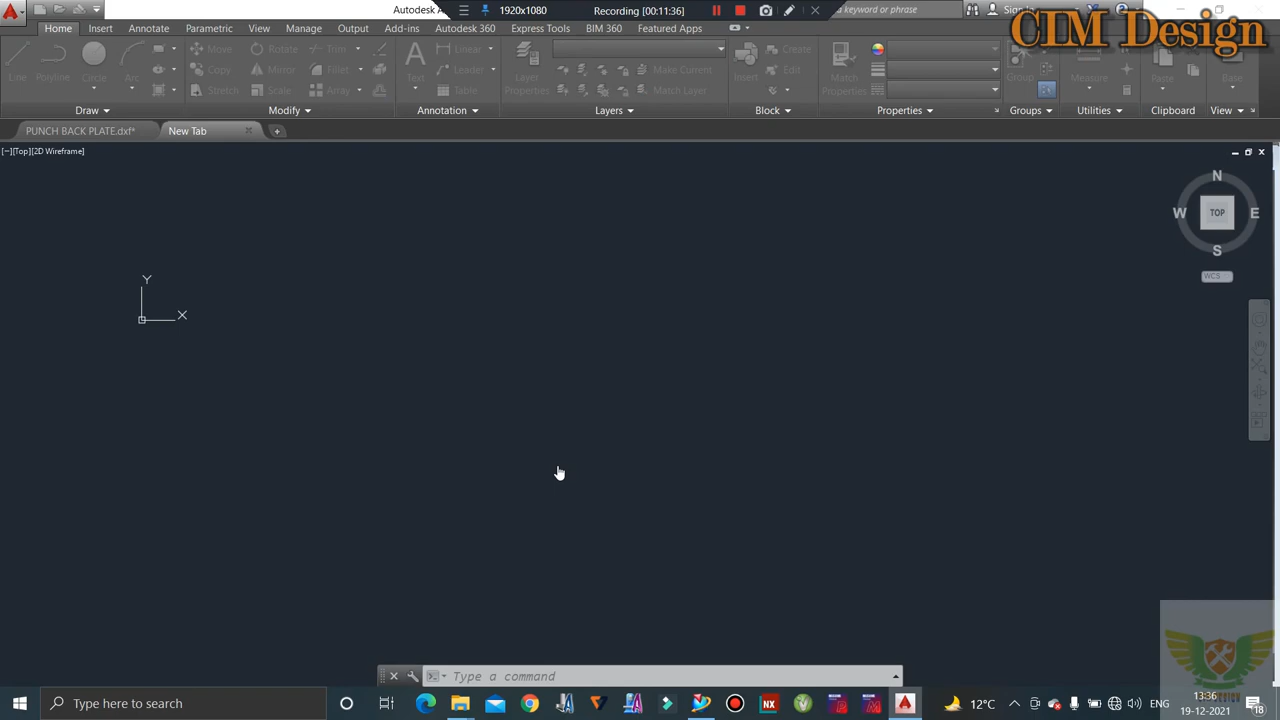 Autodesk A
1920x1080
Recording [00:11:36]
keyword or phrase
Sign In
CIM Design
Home Insert Annotate Parametric View Manage Output Add-ins Autodesk 360 Express Tools BIM 360 Featured Apps
Line Polyline Circle Arc
Move Rotate Trim
Copy Mirror Fillet
Stretch Scale Array
Text
Linear
Leader
Table
Layer Properties
Make Current
Match Layer
Insert
Create
Edit
Match Properties
Group
Measure
Paste
Base
Draw Modify Annotation Layers Block Properties Groups Utilities Clipboard View
PUNCH BACK PLATE.dxf* New Tab
[−][Top][2D Wireframe]
N
W TOP E
S
WCS
Y
X
Type a command
Type here to search
NX
12°C
ENG
13:36
19-12-2021
18